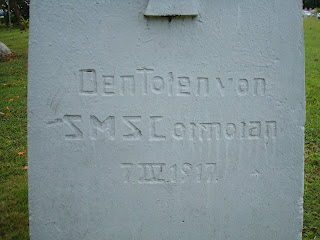 Den Toten von
SMS Cormoran
7 IV 1917.